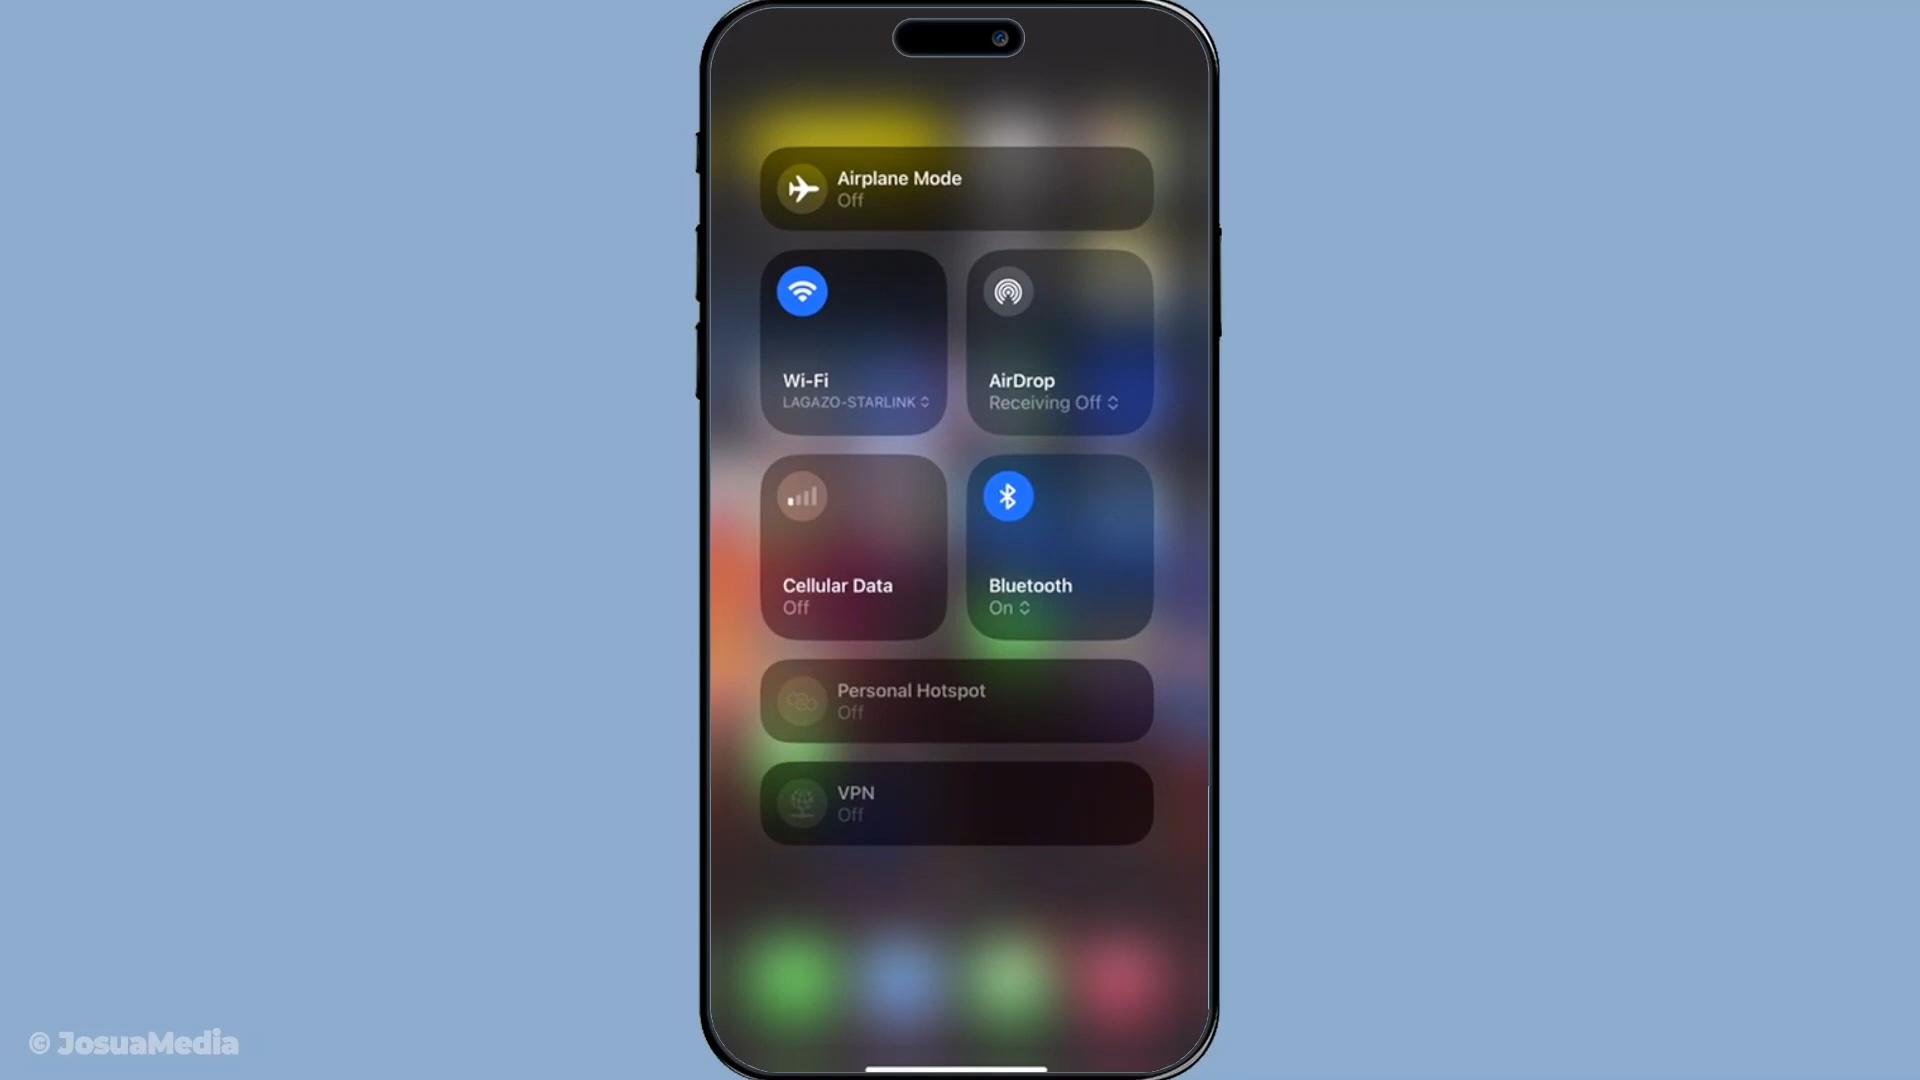 Airplane Mode
Off
Wi-Fi
LAGAZO-STARLINK
AirDrop
Receiving Off
Cellular Data
Off
Bluetooth
On
Personal Hotspot
Off
VPN
Off
© JosuaMedia